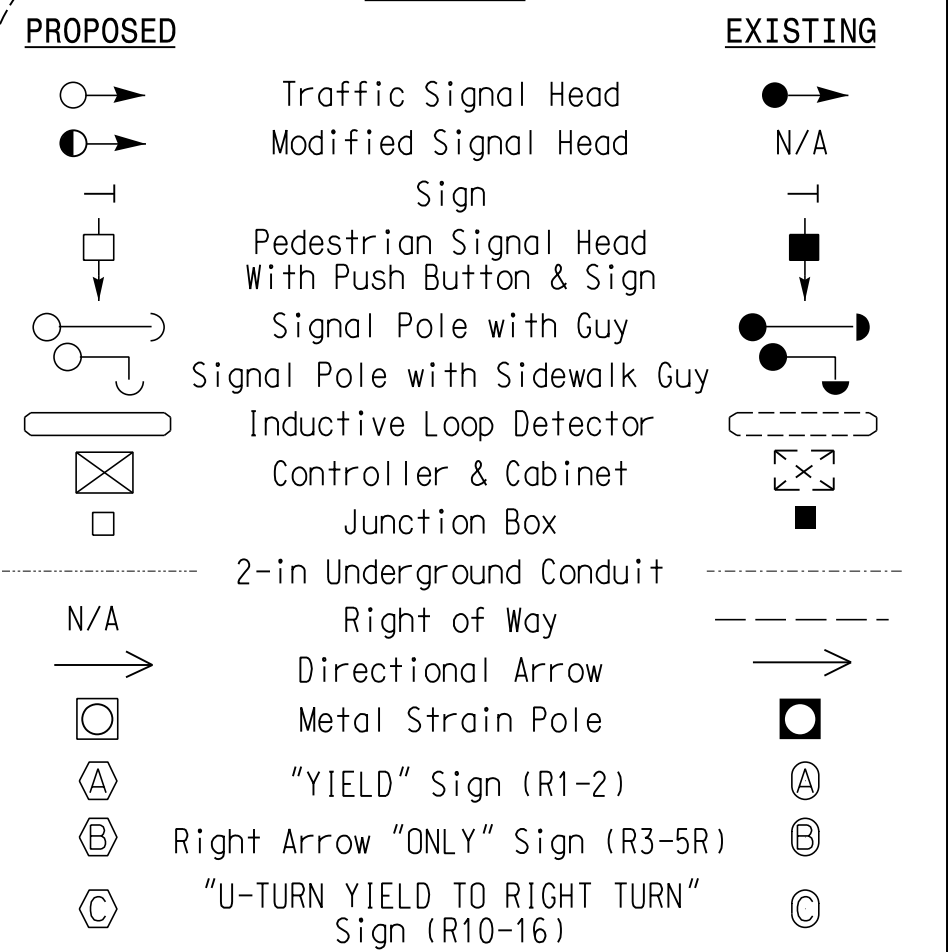 PROPOSED EXISTING
Traffic Signal Head
Modified Signal Head N/A
Sign
Pedestrian Signal Head
With Push Button & Sign
Signal Pole with Guy
Signal Pole with Sidewalk Guy
Inductive Loop Detector
Controller & Cabinet
Junction Box
2-in Underground Conduit
N/A Right of Way
Directional Arrow
Metal Strain Pole
A "YIELD" Sign (R1-2) A
B Right Arrow "ONLY" Sign (R3-5R) B
"U-TURN YIELD TO RIGHT TURN"
C Sign (R10-16) C